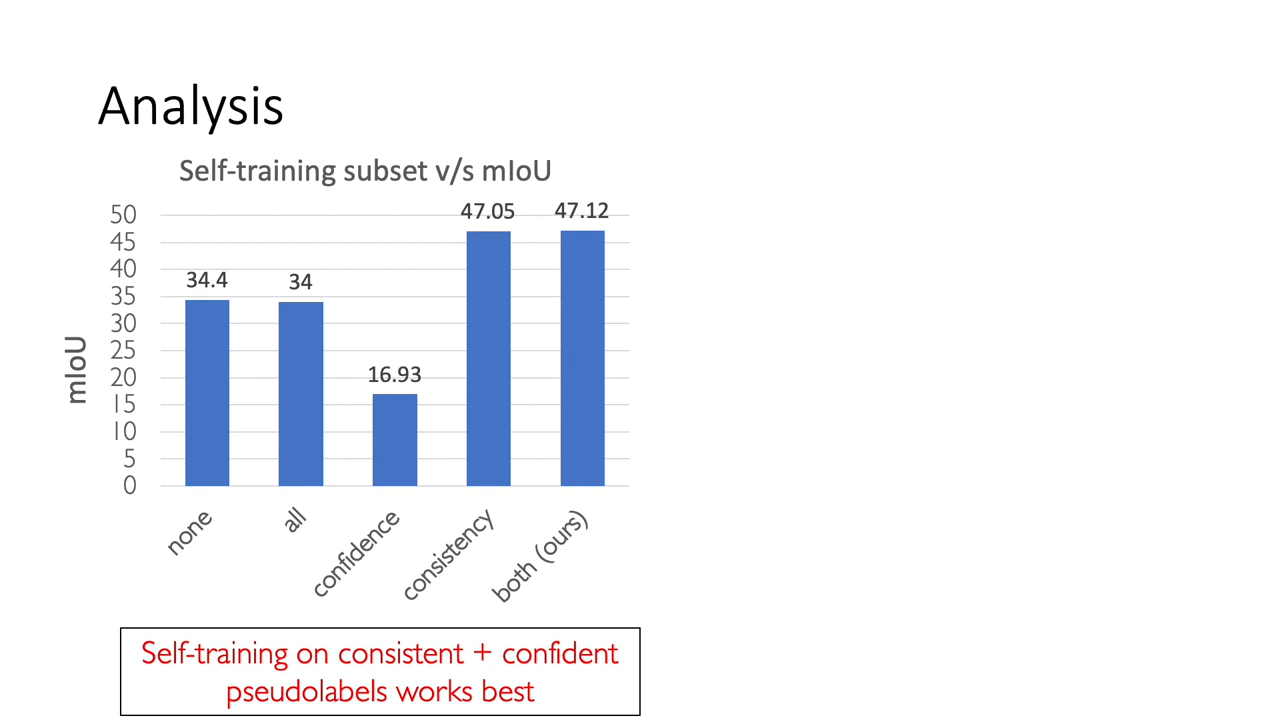 Analysis
Self-training subset v/s mIoU
mIoU
50
45
40
35
30
25
20
15
10
5
0
34.4
34
16.93
47.05
47.12
none
all
confidence
consistency
both (ours)
Self-training on consistent + confident
pseudolabels works best